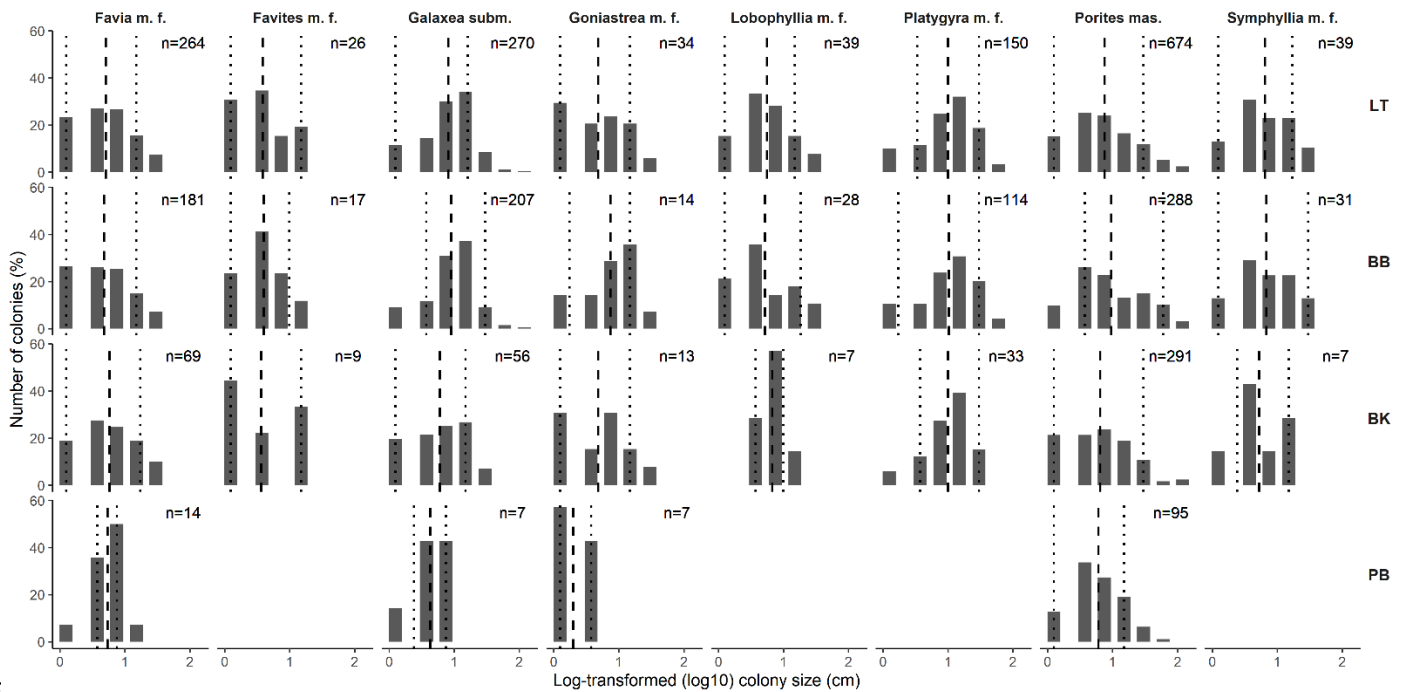 Favia m. f. Favites m. f. Galaxea subm. Goniastrea m. f. Lobophyllia m. f. Platygyra m. f. Porites mas. Symphyllia m. f.
60 n=264 n=26 n=270 n=34 n=39 n=150 n=674 n=39
40
LT
20
0
60 n=181 n=17 n=207 n=14 n=28 n=114 n=288 n=31
40
BB
20
0
Number of colonies (%)
60 n=69 n=9 n=56 n=13 n=7 n=33 n=291 n=7
40
BK
20
0
60 n=14 n=7 n=7 n=95
40
PB
20
0
0 1 2 0 1 2 0 1 2 0 1 2 0 1 2 0 1 2 0 1 2 0 1 2
Log-transformed (log10) colony size (cm)